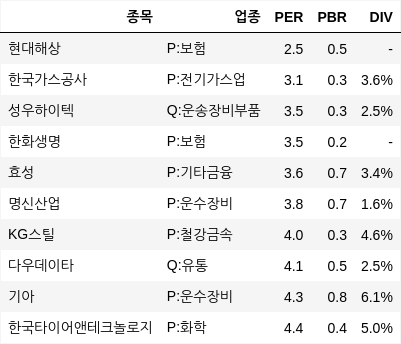 종목 업종 PER PBR DIV
현대해상 P:보험 2.5 0.5 -
한국가스공사 P:전기가스업 3.1 0.3 3.6%
성우하이텍 Q:운송장비부품 3.5 0.3 2.5%
한화생명 P:보험 3.5 0.2 -
효성 P:기타금융 3.6 0.7 3.4%
명신산업 P:운수장비 3.8 0.7 1.6%
KG스틸 P:철강금속 4.0 0.3 4.6%
다우데이타 Q:유통 4.1 0.5 2.5%
기아 P:운수장비 4.3 0.8 6.1%
한국타이어앤테크놀로지 P:화학 4.4 0.4 5.0%